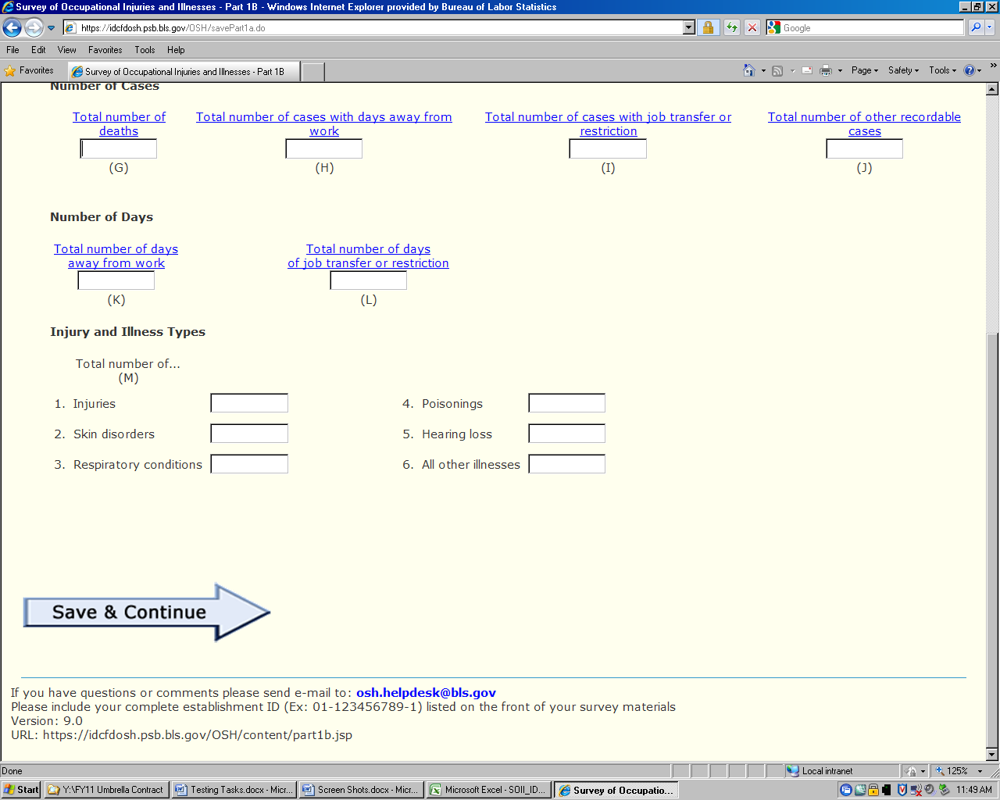 Survey of Occupational Injuries and Illnesses - Part 1B - Windows Internet Explorer provided by Bureau of Labor Statistics
https://idcfdosh.psb.bls.gov/OSH/savePart1a.do
Google
File Edit View Favorites Tools Help
Favorites Survey of Occupational Injuries and Illnesses - Part 1B Page Safety Tools
Number of Cases
Total number of deaths
Total number of cases with days away from work
Total number of cases with job transfer or restriction
Total number of other recordable cases
(G) (H) (I) (J)
Number of Days
Total number of days
away from work
Total number of days
of job transfer or restriction
(K) (L)
Injury and Illness Types
Total number of...
(M)
1. Injuries 4. Poisonings
2. Skin disorders 5. Hearing loss
3. Respiratory conditions 6. All other illnesses
Save & Continue
If you have questions or comments please send e-mail to: osh.helpdesk@bls.gov
Please include your complete establishment ID (Ex: 01-123456789-1) listed on the front of your survey materials
Version: 9.0
URL: https://idcfdosh.psb.bls.gov/OSH/content/part1b.jsp
Done Local intranet 125%
Start Y:\FY11 Umbrella Contract Testing Tasks.docx - Micr... Screen Shots.docx - Micr... Microsoft Excel - SOII_ID... Survey of Occupatio... 11:49 AM